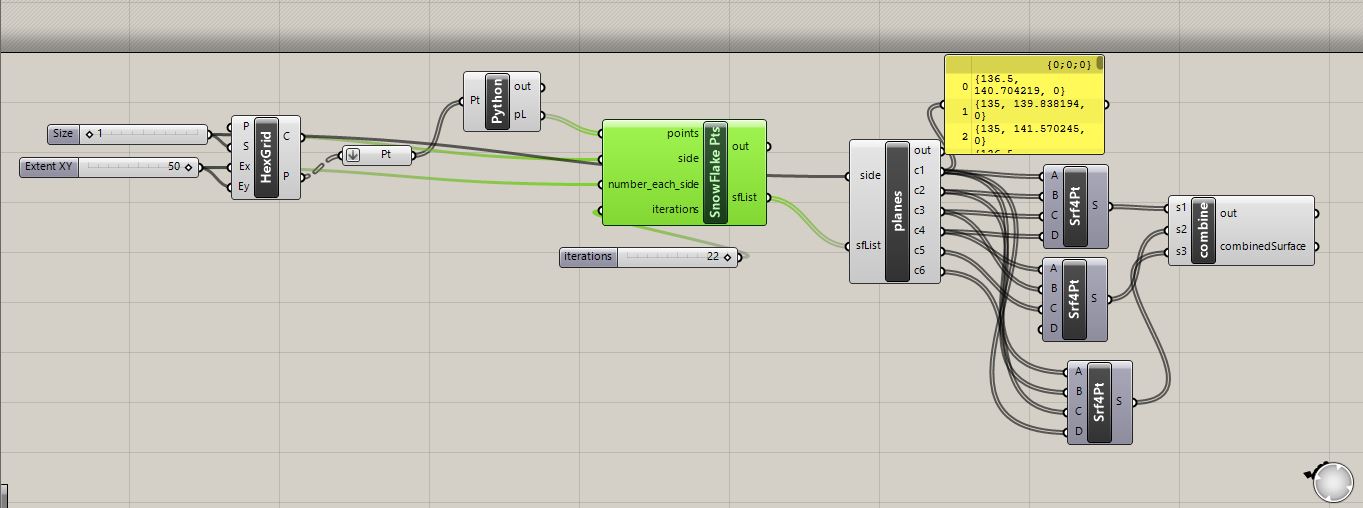 Size 1
Extent XY 50
P
S
Ex
Ey
HexGrid
C
P
Pt
Pt
Python
out
pL
points
side
number_each_side
iterations
SnowFlake Pts
out
sfList
iterations 22
side
sfList
planes
out
c1
c2
c3
c4
c5
c6
{0;0;0}
0 {136.5,
140.704219, 0}
1 {135, 139.838194,
0}
2 {135, 141.570245,
0}
A
B
C
D
Srf4Pt
S
A
B
C
D
Srf4Pt
S
A
B
C
D
Srf4Pt
S
s1
s2
s3
combine
out
combinedSurface